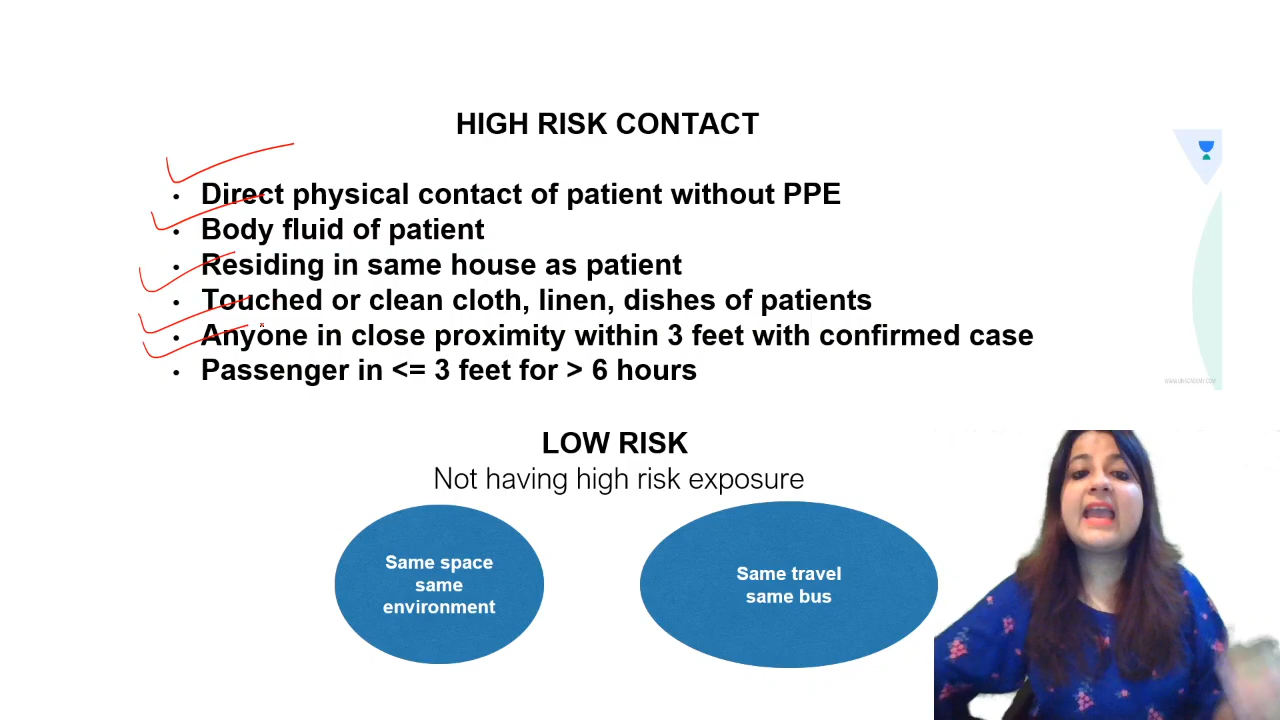 HIGH RISK CONTACT
• Direct physical contact of patient without PPE
• Body fluid of patient
• Residing in same house as patient
• Touched or clean cloth, linen, dishes of patients
• Anyone in close proximity within 3 feet with confirmed case
• Passenger in <= 3 feet for > 6 hours
WWW.UNACADEMY.COM
LOW RISK
Not having high risk exposure
Same space
same
environment
Same travel
same bus